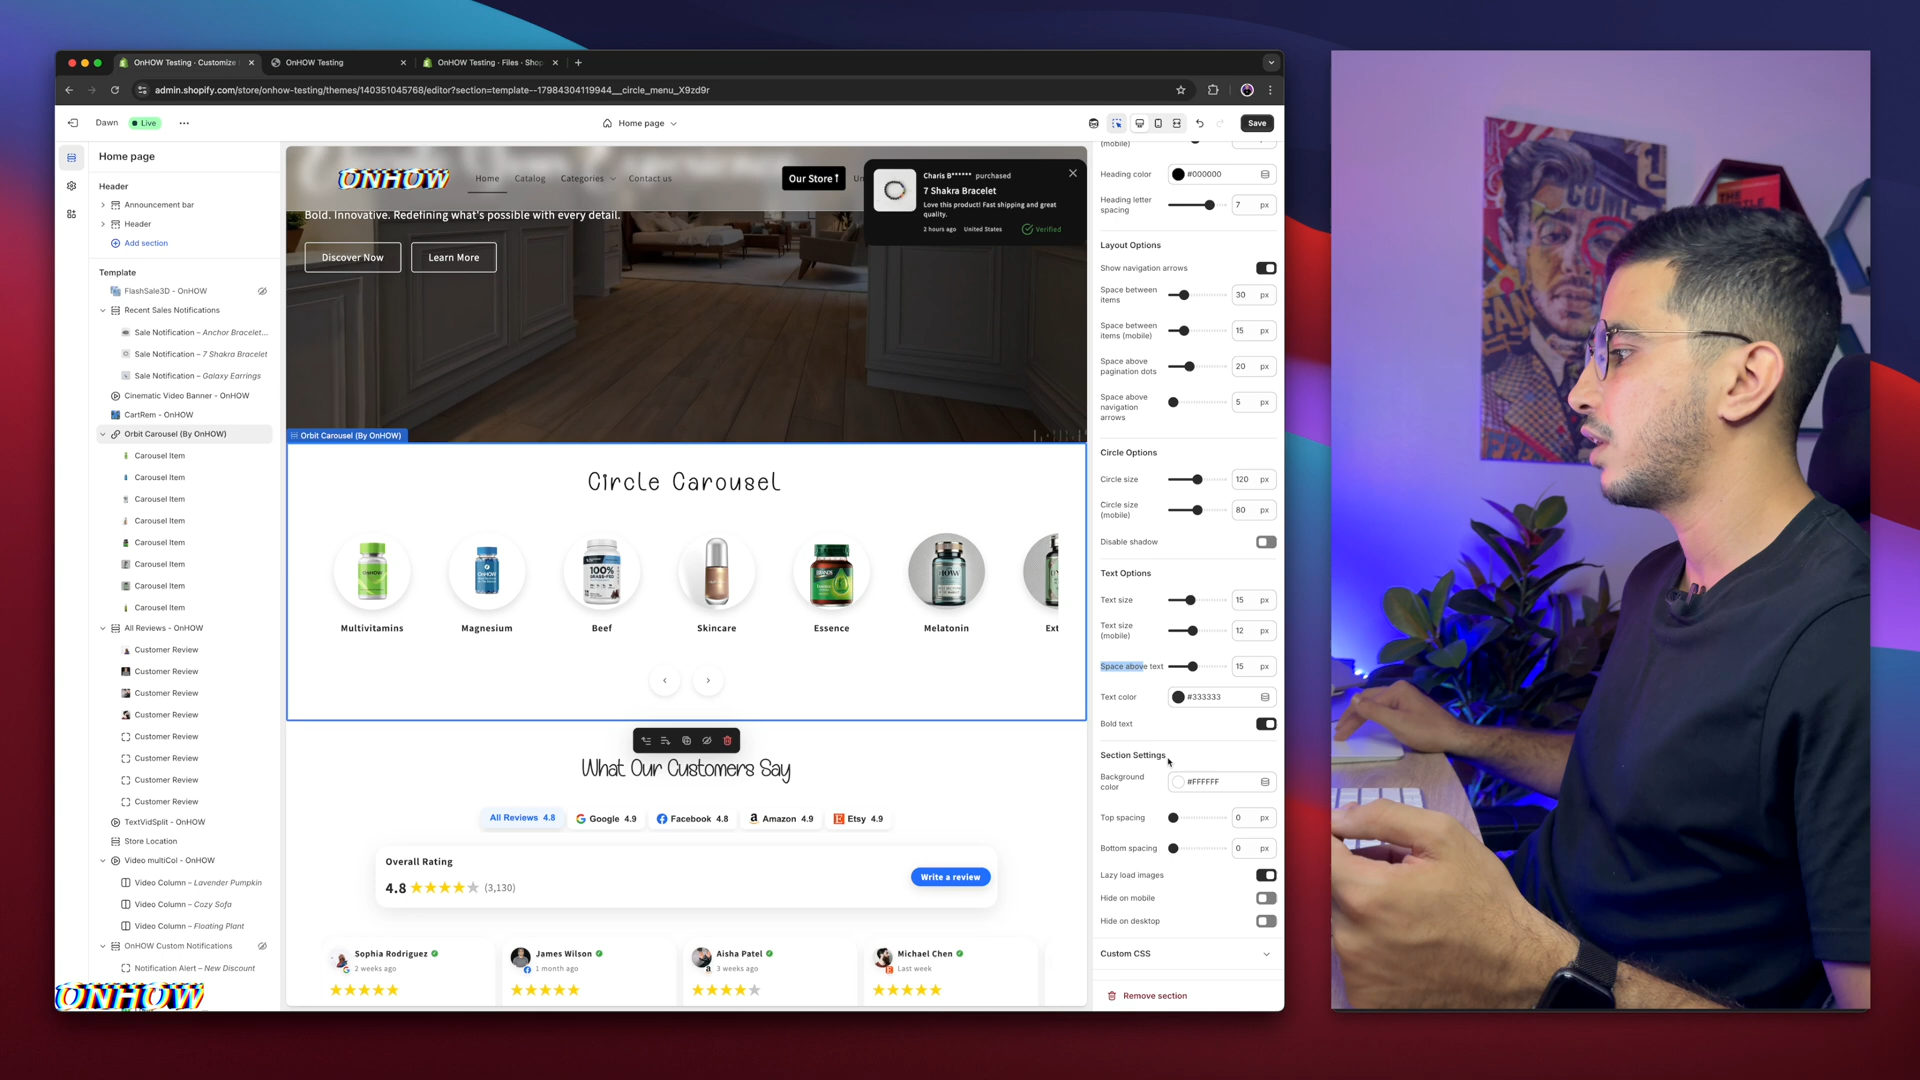 OnHOW Testing · Customize
OnHOW Testing
OnHOW Testing · Files · Shop
admin.shopify.com/store/onhow-testing/themes/140351045768/editor?section=template--17984304119944__circle_menu_X9zd9r
Dawn
Live
Home page
Save
Home page
Header
Announcement bar
Header
Add section
Template
FlashSale3D - OnHOW
Recent Sales Notifications
Sale Notification – Anchor Bracelet...
Sale Notification – 7 Shakra Bracelet
Sale Notification – Galaxy Earrings
Cinematic Video Banner - OnHOW
CartRem - OnHOW
Orbit Carousel (By OnHOW)
Carousel Item
Carousel Item
Carousel Item
Carousel Item
Carousel Item
Carousel Item
Carousel Item
Carousel Item
All Reviews - OnHOW
Customer Review
Customer Review
Customer Review
Customer Review
Customer Review
Customer Review
Customer Review
Customer Review
TextVidSplit - OnHOW
Store Location
Video multiCol - OnHOW
Video Column – Lavender Pumpkin
Video Column – Cozy Sofa
Video Column – Floating Plant
OnHOW Custom Notifications
Notification Alert – New Discount
ONHOW
ONHOW
Home
Catalog
Categories
Contact us
Our Store
Un
Charis B****** purchased
7 Shakra Bracelet
Love this product! Fast shipping and great
quality.
2 hours ago
United States
Verified
Bold. Innovative. Redefining what's possible with every detail.
Discover Now
Learn More
Orbit Carousel (By OnHOW)
Circle Carousel
Multivitamins
Magnesium
Beef
Skincare
Essence
Melatonin
Ext
What Our Customers Say
All Reviews 4.8
Google 4.9
Facebook 4.8
Amazon 4.9
Etsy 4.9
Overall Rating
4.8
(3,130)
Write a review
Sophia Rodriguez
2 weeks ago
James Wilson
1 month ago
Aisha Patel
3 weeks ago
Michael Chen
Last week
(mobile)
Heading color
#000000
Heading letter
spacing
7 px
Layout Options
Show navigation arrows
Space between
items
30 px
Space between
items (mobile)
15 px
Space above
pagination dots
20 px
Space above
navigation
arrows
5 px
Circle Options
Circle size
120 px
Circle size
(mobile)
80 px
Disable shadow
Text Options
Text size
15 px
Text size
(mobile)
12 px
Space above text
15 px
Text color
#333333
Bold text
Section Settings
Background
color
#FFFFFF
Top spacing
0 px
Bottom spacing
0 px
Lazy load images
Hide on mobile
Hide on desktop
Custom CSS
Remove section